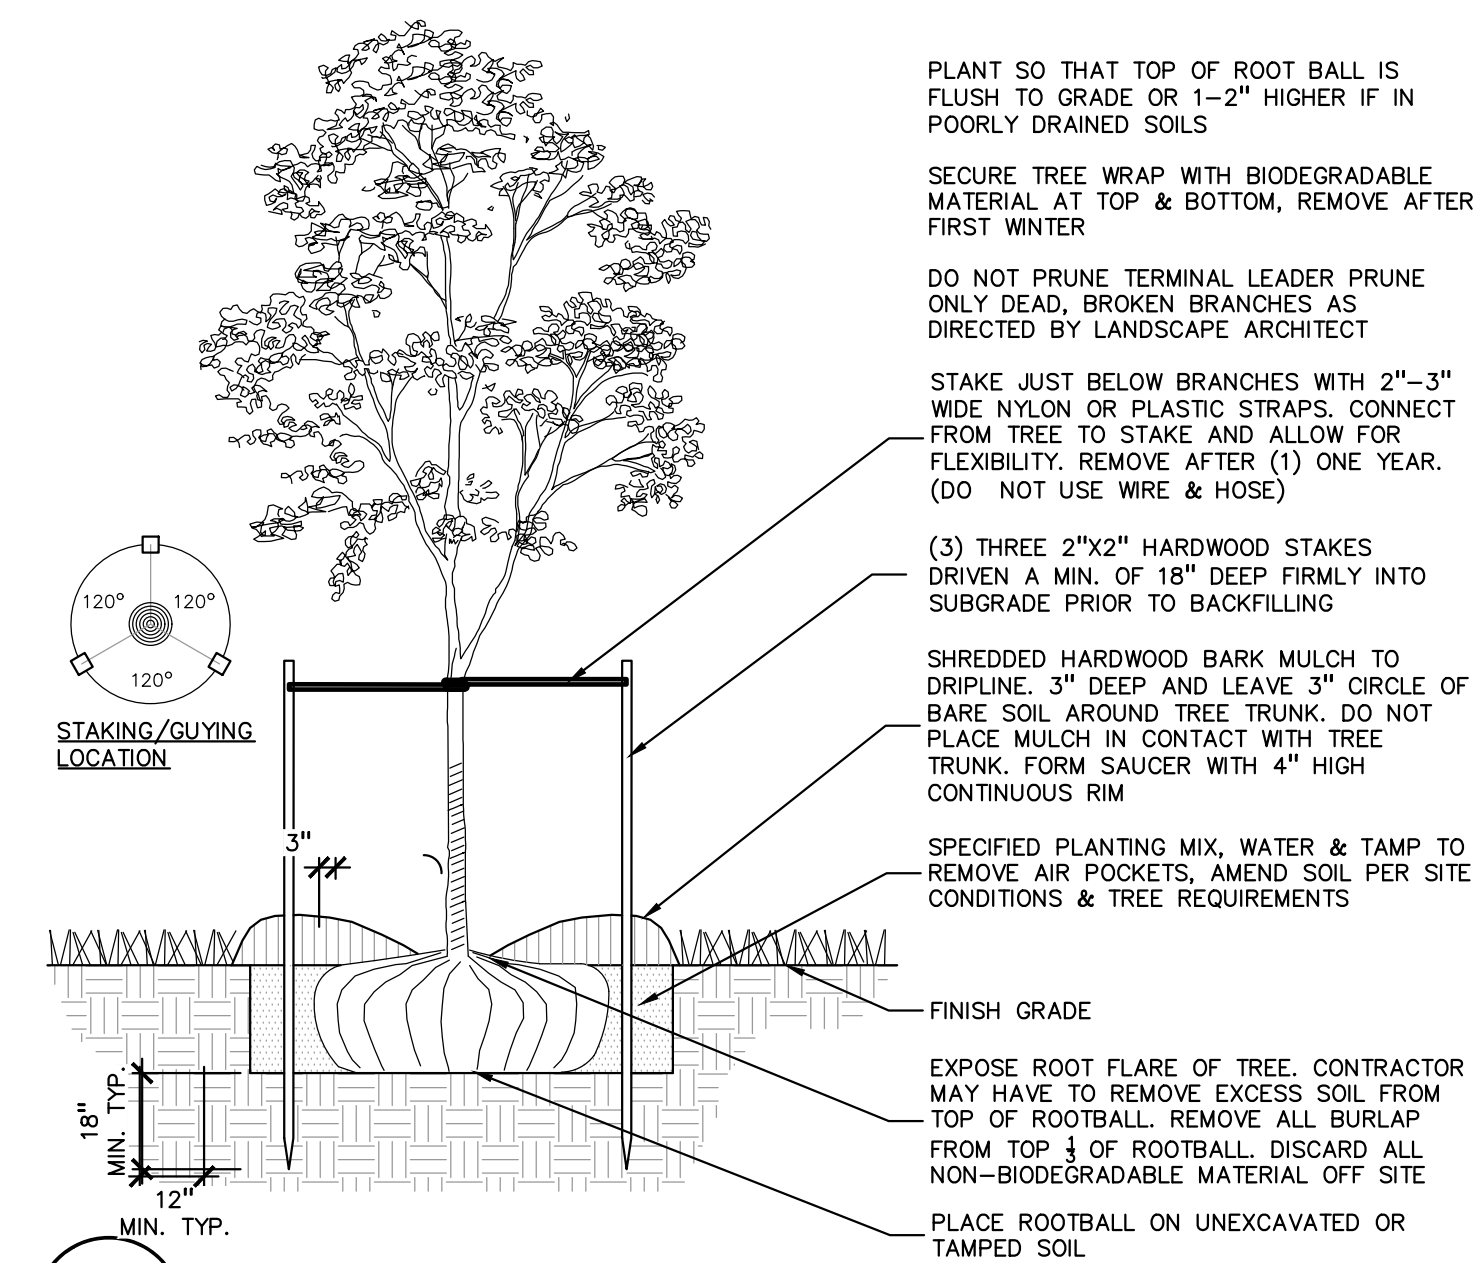 PLANT SO THAT TOP OF ROOT BALL IS
FLUSH TO GRADE OR 1-2" HIGHER IF IN
POORLY DRAINED SOILS
SECURE TREE WRAP WITH BIODEGRADABLE
MATERIAL AT TOP & BOTTOM, REMOVE AFTER
FIRST WINTER
DO NOT PRUNE TERMINAL LEADER PRUNE
ONLY DEAD, BROKEN BRANCHES AS
DIRECTED BY LANDSCAPE ARCHITECT
STAKE JUST BELOW BRANCHES WITH 2"-3"
WIDE NYLON OR PLASTIC STRAPS. CONNECT
FROM TREE TO STAKE AND ALLOW FOR
FLEXIBILITY. REMOVE AFTER (1) ONE YEAR.
(DO NOT USE WIRE & HOSE)
(3) THREE 2"X2" HARDWOOD STAKES
DRIVEN A MIN. OF 18" DEEP FIRMLY INTO
SUBGRADE PRIOR TO BACKFILLING
SHREDDED HARDWOOD BARK MULCH TO
DRIPLINE. 3" DEEP AND LEAVE 3" CIRCLE OF
BARE SOIL AROUND TREE TRUNK. DO NOT
PLACE MULCH IN CONTACT WITH TREE
TRUNK. FORM SAUCER WITH 4" HIGH
CONTINUOUS RIM
SPECIFIED PLANTING MIX, WATER & TAMP TO
REMOVE AIR POCKETS, AMEND SOIL PER SITE
CONDITIONS & TREE REQUIREMENTS
FINISH GRADE
EXPOSE ROOT FLARE OF TREE. CONTRACTOR
MAY HAVE TO REMOVE EXCESS SOIL FROM
TOP OF ROOTBALL. REMOVE ALL BURLAP
FROM TOP 1/3 OF ROOTBALL. DISCARD ALL
NON-BIODEGRADABLE MATERIAL OFF SITE
PLACE ROOTBALL ON UNEXCAVATED OR
TAMPED SOIL
120° 120°
120°
STAKING/GUYING
LOCATION
3"
18"
MIN. TYP.
12"
MIN. TYP.